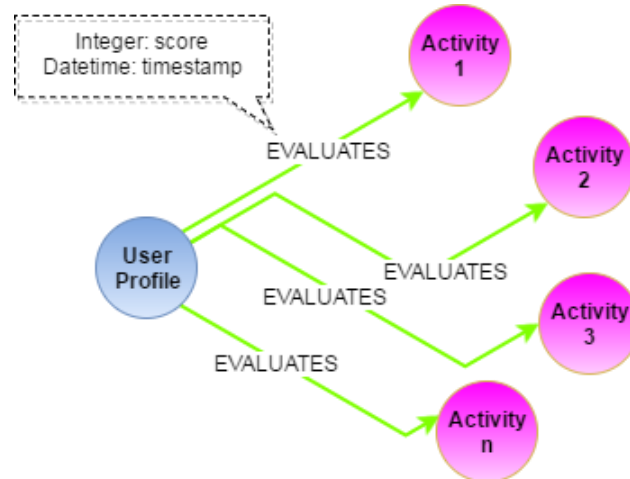 Integer: score
Datetime: timestamp
Activity
1
EVALUATES
Activity
2
User
Profile
EVALUATES
EVALUATES
Activity
3
EVALUATES
Activity
n